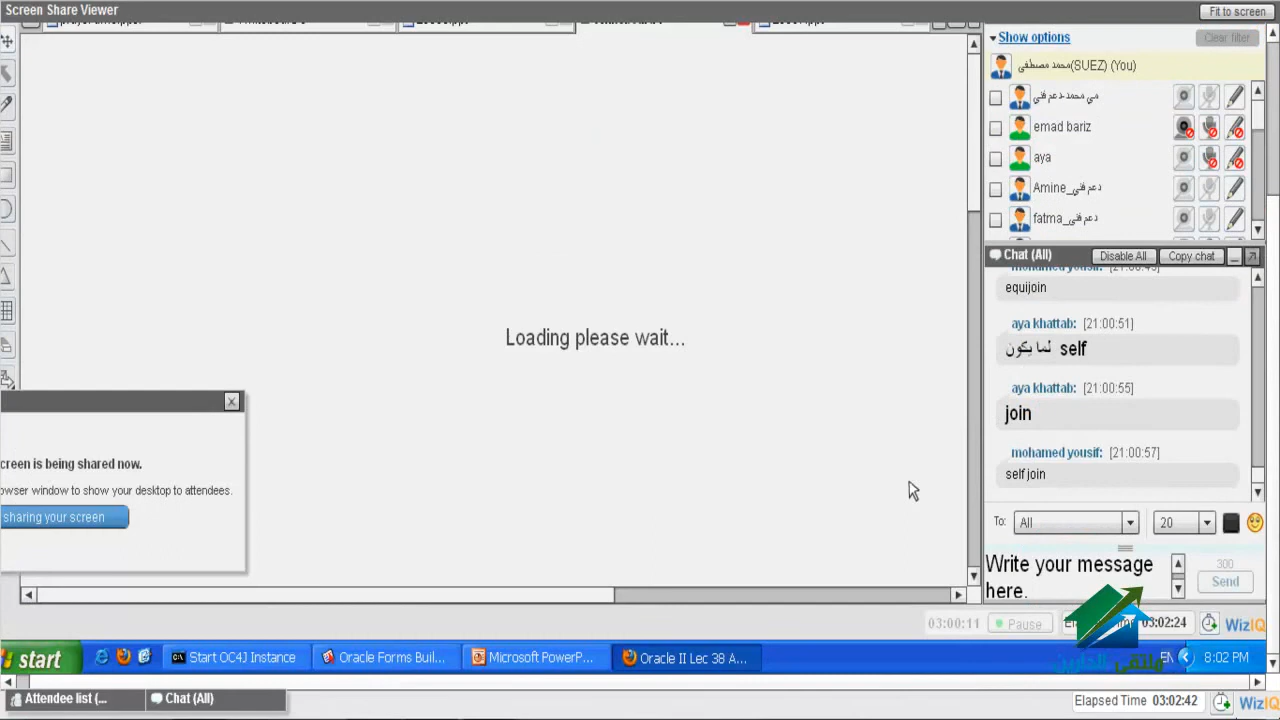 Screen Share Viewer
Fit to screen
Show options
Clear filter
محمد مصطفى(SUEZ) (You)
مي محمد-دعم فني
emad bariz
aya
Amine_دعم فني
fatma_دعم فنى
Chat (All)
Disable All
Copy chat
mohamed yousif:
equijoin
aya khattab: [21:00:51]
لما يكون self
aya khattab: [21:00:55]
join
mohamed yousif: [21:00:57]
self join
Loading please wait...
creen is being shared now.
owser window to show your desktop to attendees.
sharing your screen
To:
All
20
Write your message
here.
300
Send
03:00:11
Pause
03:02:24
WizIQ
start
Start OC4J Instance
Oracle Forms Buil...
Microsoft PowerP...
Oracle II Lec 38 A...
ملتقى الدارين
EN
8:02 PM
Attendee list (...
Chat (All)
Elapsed Time 03:02:42
WizIQ